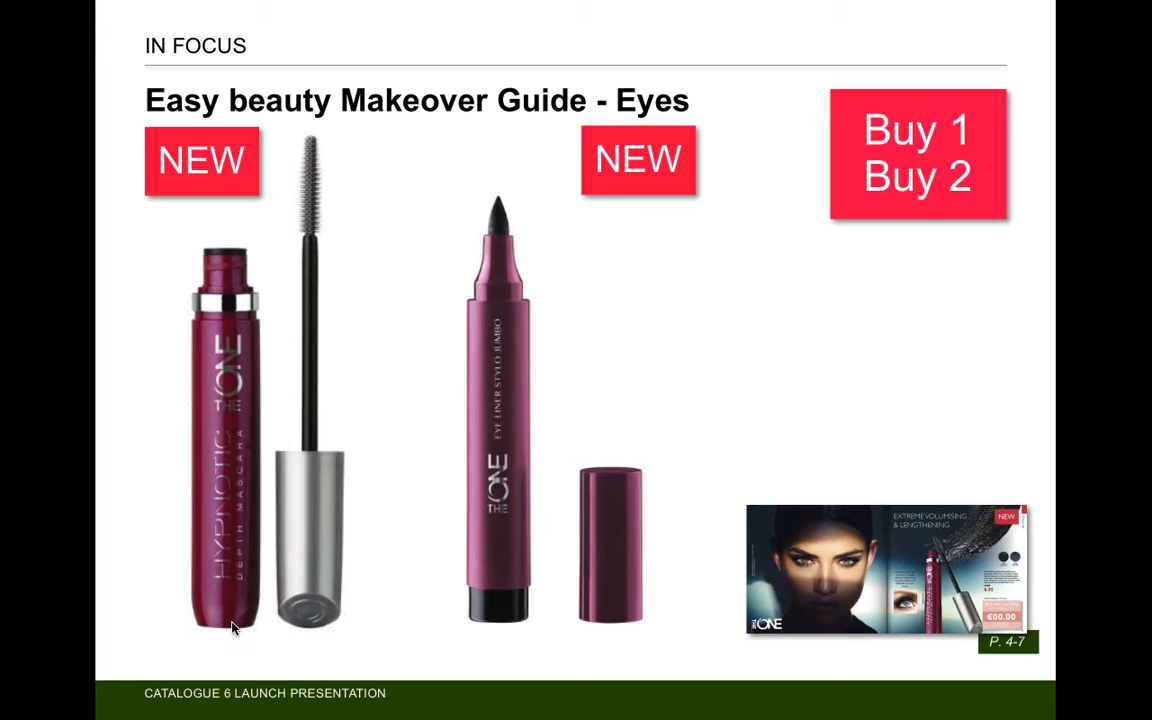 IN FOCUS
Easy beauty Makeover Guide - Eyes
NEW
NEW
Buy 1
Buy 2
THE ONE
HYPNOTIC
DEPTH MASCARA
EYE LINER STYLO JUMBO
THE ONE
EXTREME VOLUMISING
& LENGTHENING
NEW
THE ONE
€00.00
P. 4-7
CATALOGUE 6 LAUNCH PRESENTATION